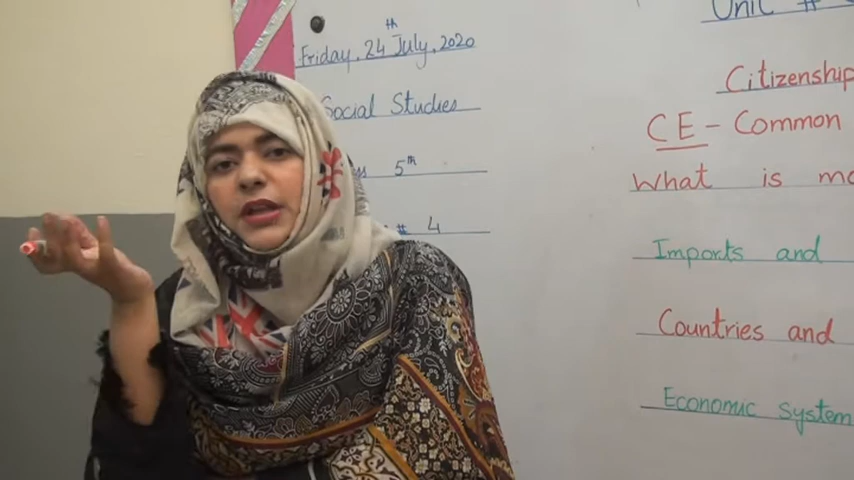 Friday, 24th July, 2020
Social Studies
5th
# 4
Unit #
Citizenship
CE - Common
What is
Imports and
Countries and
Economic System